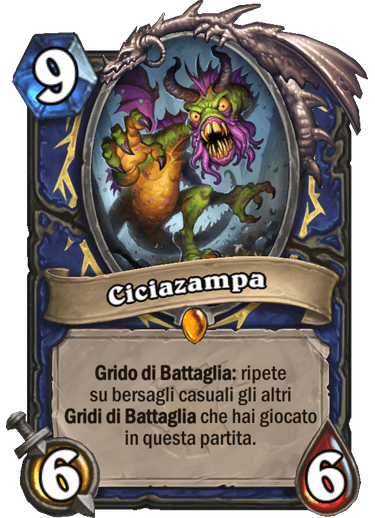 9
Ciciazampa
Grido di Battaglia: ripete
su bersagli casuali gli altri
Gridi di Battaglia che hai giocato
in questa partita.
6
6